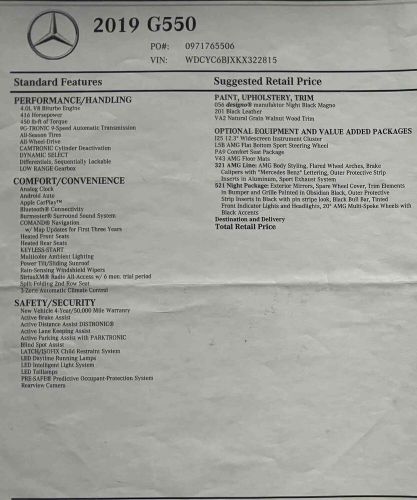 2019 G550
PO#: 0971765506
VIN: WDCYC6BJXKX322815
Standard Features
PERFORMANCE/HANDLING
4.0L V8 Biturbo Engine
416 Horsepower
450 lb-ft of Torque
9G-TRONIC 9-Speed Automatic Transmission
All-Season Tires
All-Wheel-Drive
CAMTRONIC Cylinder Deactivation
DYNAMIC SELECT
Differentials, Sequentially Lockable
LOW RANGE Gearbox
COMFORT/CONVENIENCE
Analog Clock
Android Auto
Apple CarPlay™
Bluetooth® Connectivity
Burmester® Surround Sound System
COMAND® Navigation
w/ Map Updates for First Three Years
Heated Front Seats
Heated Rear Seats
KEYLESS-START
Multicolor Ambient Lighting
Power Tilt/Sliding Sunroof
Rain-Sensing Windshield Wipers
SiriusXM® Radio All-Access w/ 6 mon. trial period
Split Folding 2nd Row Seat
3-Zone Automatic Climate Control
SAFETY/SECURITY
New Vehicle 4-Year/50,000 Mile Warranty
Active Brake Assist
Active Distance Assist DISTRONIC®
Active Lane Keeping Assist
Active Parking Assist with PARKTRONIC
Blind Spot Assist
LATCH/ISOFIX Child Restraint System
LED Daytime Running Lamps
LED Intelligent Light System
LED Taillamps
PRE-SAFE® Predictive Occupant-Protection System
Rearview Camera
Suggested Retail Price
PAINT, UPHOLSTERY, TRIM
056 designo® manufaktur Night Black Magno
201 Black Leather
VA2 Natural Grain Walnut Wood Trim
OPTIONAL EQUIPMENT AND VALUE ADDED PACKAGES
I25 12.3" Widescreen Instrument Cluster
L5B AMG Flat Bottom Sport Steering Wheel
PA9 Comfort Seat Package
V43 AMG Floor Mats
321 AMG Line: AMG Body Styling, Flared Wheel Arches, Brake
Calipers with "Mercedes Benz" Lettering, Outer Protective Strip
Inserts in Aluminum, Sport Exhaust System
521 Night Package: Exterior Mirrors, Spare Wheel Cover, Trim Elements
in Bumper and Grille Painted in Obsidian Black, Outer Protective
Strip Inserts in Black with pin stripe look, Black Bull Bar, Tinted
Front Indicator Lights and Headlights, 20" AMG Multi-Spoke Wheels with
Black Accents
Destination and Delivery
Total Retail Price